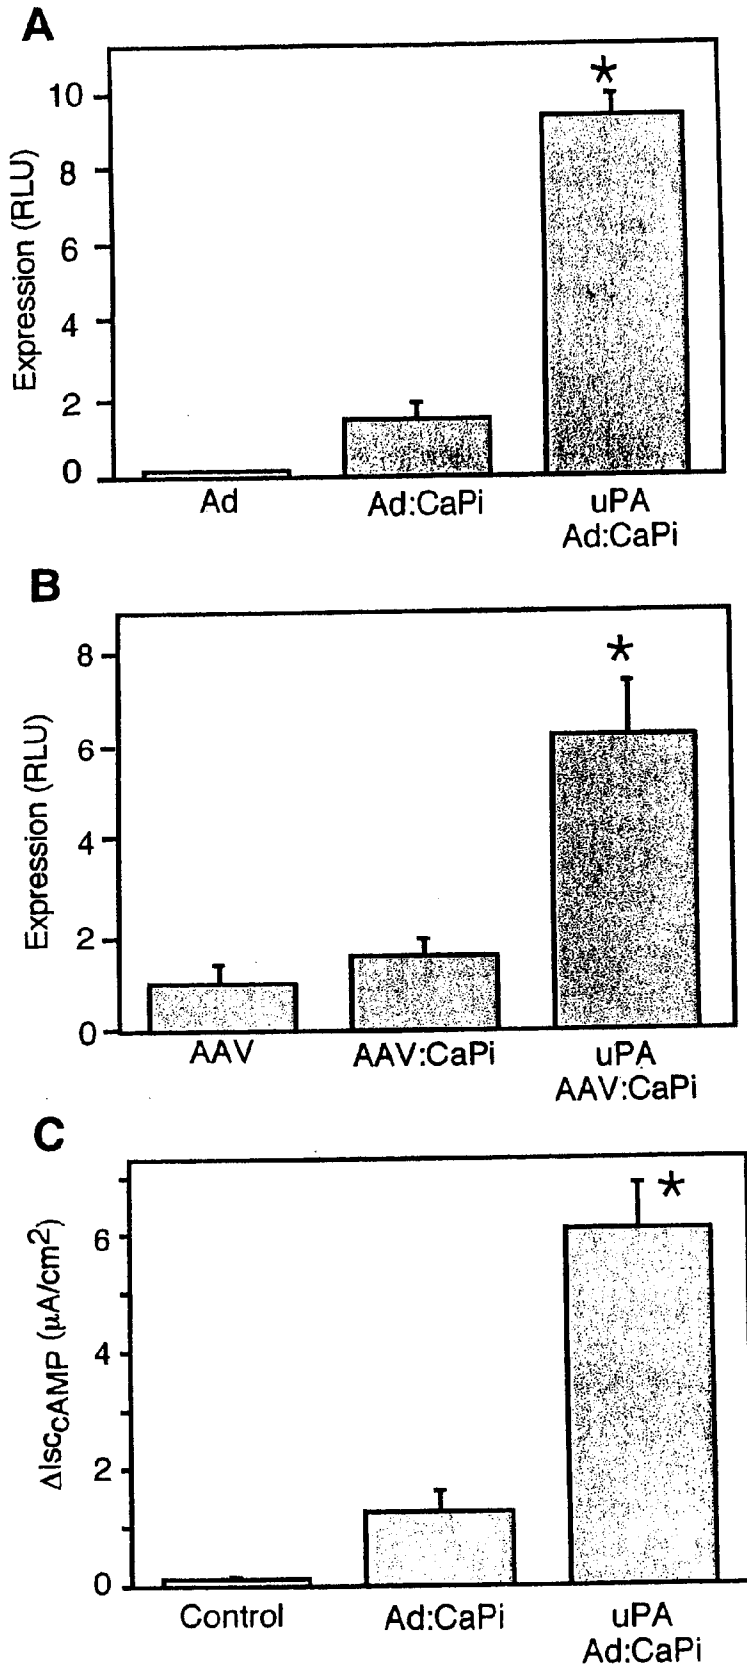 A
Expression (RLU)
10
8
6
4
2
0
*
Ad
Ad:CaPi
uPA
Ad:CaPi
B
Expression (RLU)
8
6
4
2
0
*
AAV
AAV:CaPi
uPA
AAV:CaPi
C
ΔIsc cAMP (μA/cm²)
6
4
2
0
*
Control
Ad:CaPi
uPA
Ad:CaPi